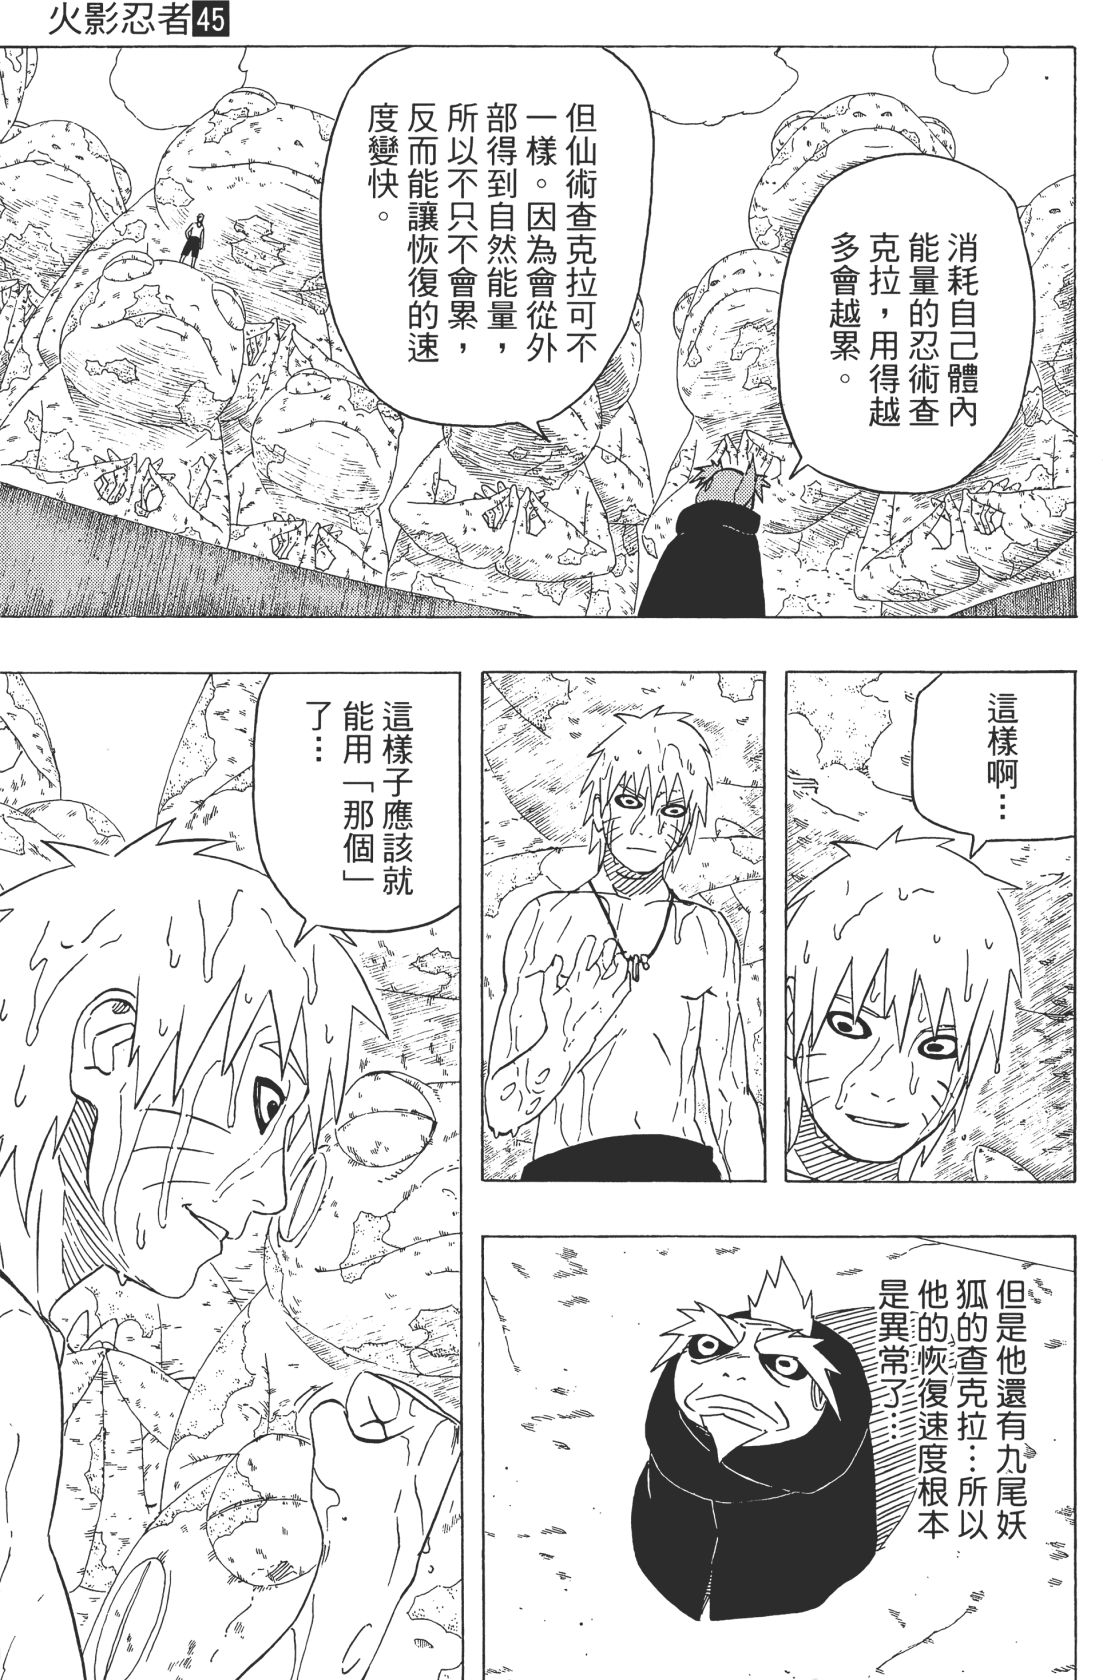 火影忍者45
消耗自己體內
能量的忍術查
克拉，用得越
多會越累。
但仙術查克拉可不
一樣。因為會從外
部得到自然能量，
所以不只不會累，
反而能讓恢復的速
度變快。
這樣啊…
這樣子應該就
能用「那個」
了…
但是他還有九尾妖
狐的查克拉…所以
他的恢復速度根本
是異常了…